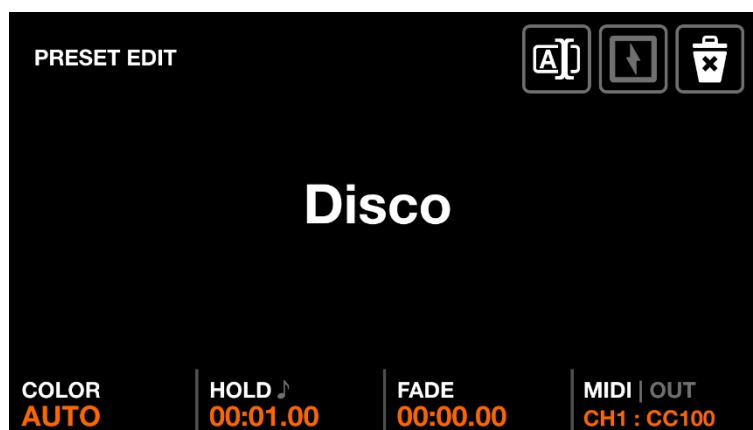 PRESET EDIT
A
Disco
COLOR
AUTO
HOLD ♪
00:01.00
FADE
00:00.00
MIDI | OUT
CH1 : CC100